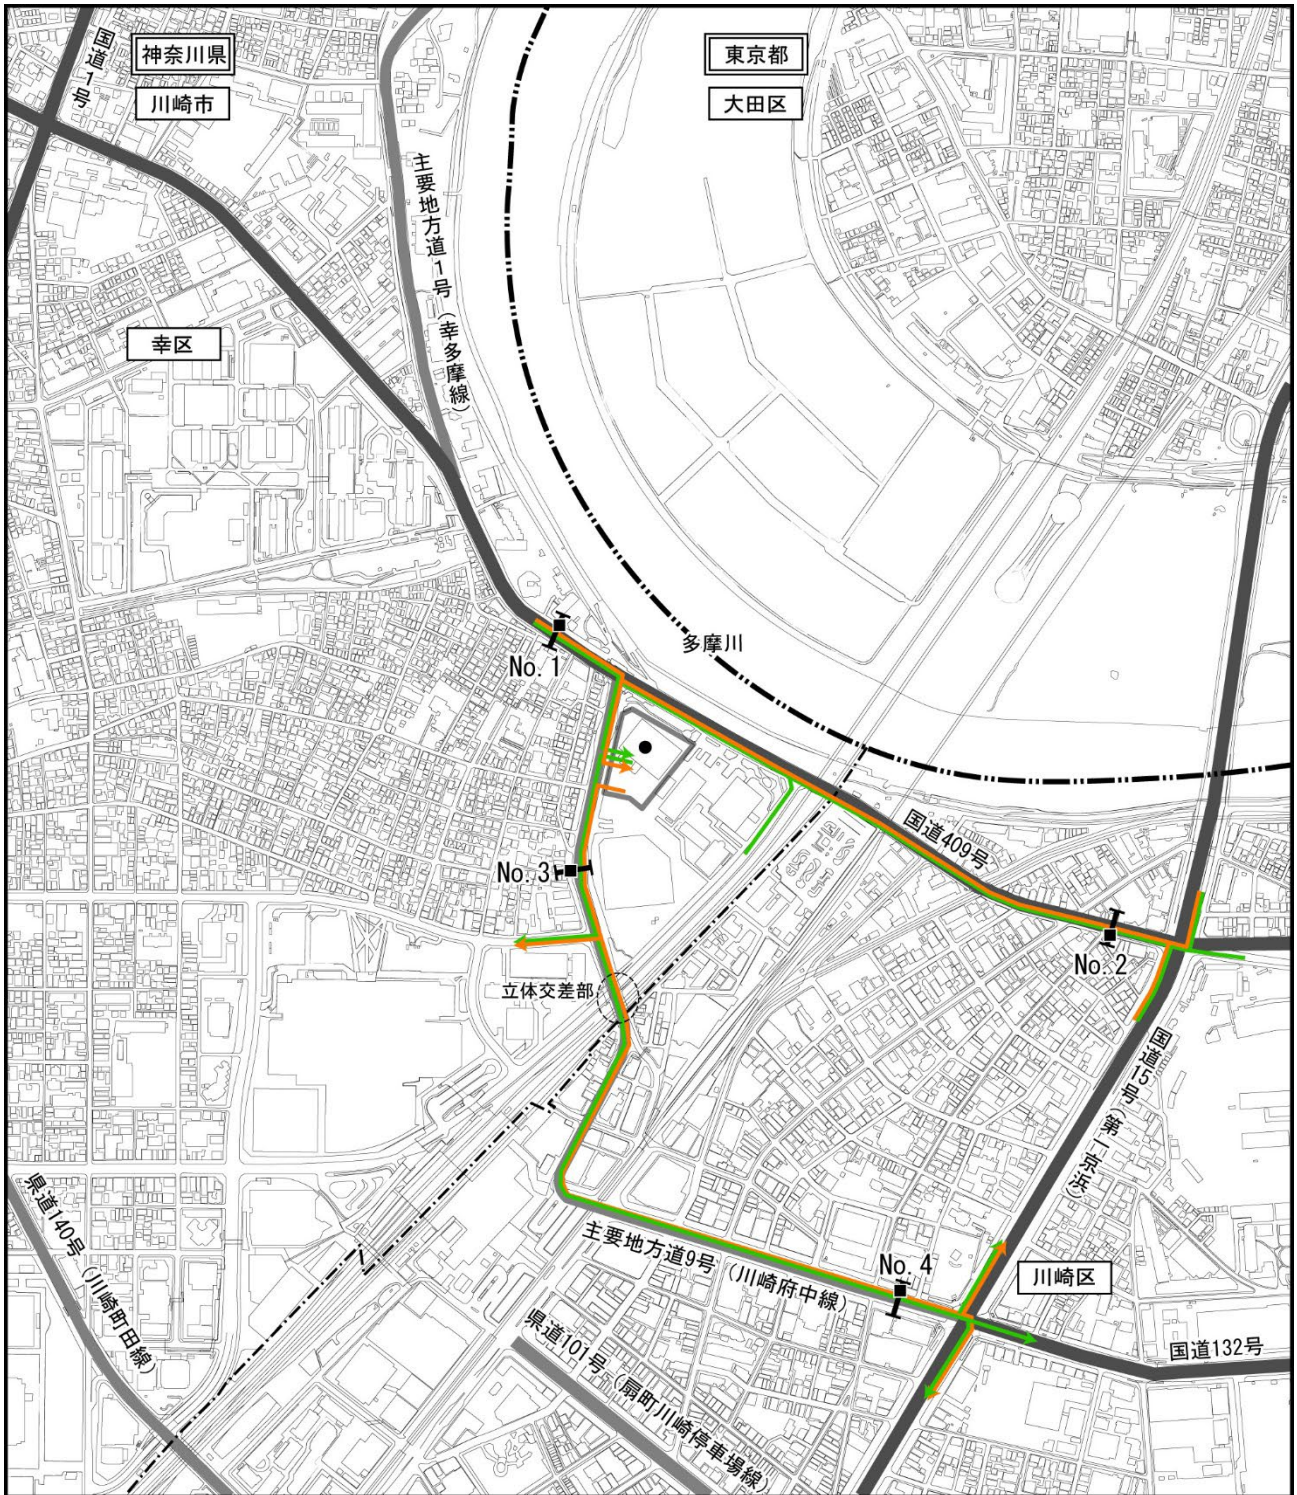 国道1号
神奈川県
川崎市
東京都
大田区
主要地方道1号(幸多摩線)
幸区
多摩川
No.1
国道409号
No.3
No.2
立体交差部
国道15号(第一京浜)
県道140号(川崎町田線)
主要地方道9号(川崎府中線)
No.4
川崎区
県道101号(扇町川崎停車場線)
国道132号